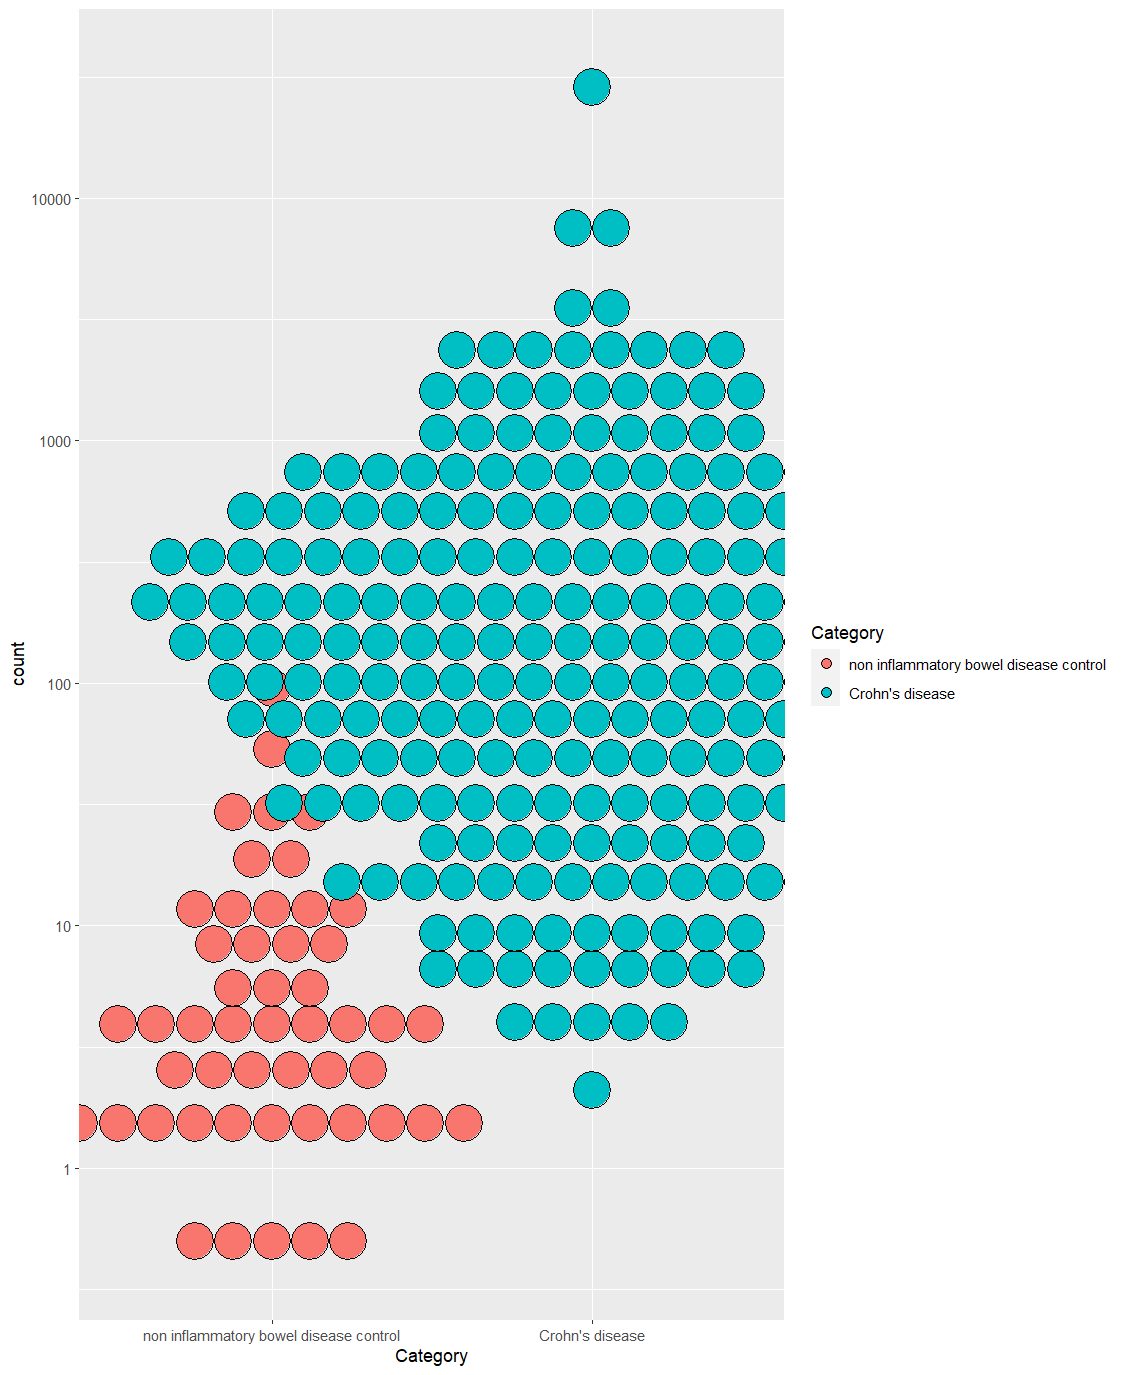 10000
1000
100
10
1
count
non inflammatory bowel disease control
Crohn's disease
Category
Category
non inflammatory bowel disease control
Crohn's disease